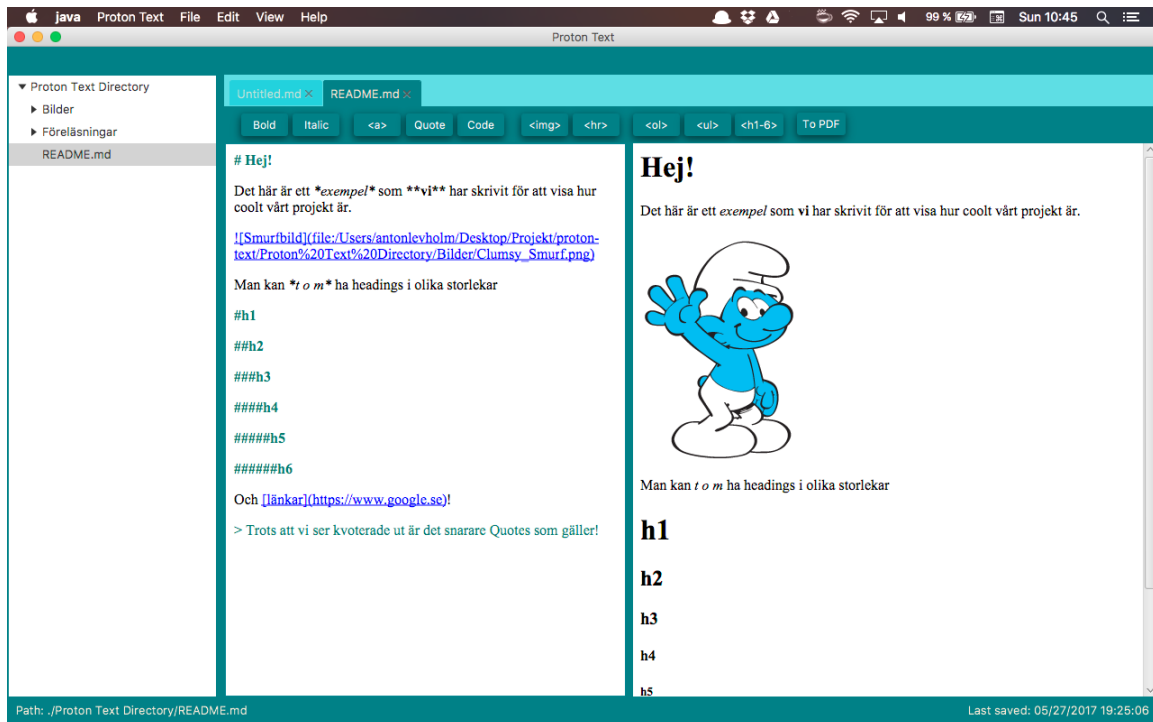 java Proton Text File Edit View Help 99 % Sun 10:45
Proton Text
Proton Text Directory
Bilder
Föreläsningar
README.md
Untitled.md × README.md ×
Bold Italic <a> Quote Code <img> <hr> <ol> <ul> <h1-6> To PDF
# Hej!
Det här är ett *exempel* som **vi** har skrivit för att visa hur
coolt vårt projekt är.
![Smurfbild](file:/Users/antonlevholm/Desktop/Projekt/proton-
text/Proton%20Text%20Directory/Bilder/Clumsy_Smurf.png)
Man kan *t o m* ha headings i olika storlekar
#h1
##h2
###h3
####h4
#####h5
######h6
Och [länkar](https://www.google.se)!
> Trots att vi ser kvoterade ut är det snarare Quotes som gäller!
Hej!
Det här är ett exempel som vi har skrivit för att visa hur coolt vårt projekt är.
Man kan t o m ha headings i olika storlekar
h1
h2
h3
h4
h5
Path: ./Proton Text Directory/README.md
Last saved: 05/27/2017 19:25:06